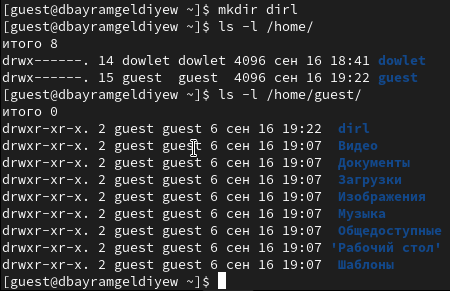 [guest@dbayramgeldiyew ~]$ mkdir dirl
[guest@dbayramgeldiyew ~]$ ls -l /home/
итого 8
drwx------. 14 dowlet dowlet 4096 сен 16 18:41 dowlet
drwx------. 15 guest  guest  4096 сен 16 19:22 guest
[guest@dbayramgeldiyew ~]$ ls -l /home/guest/
итого 0
drwxr-xr-x. 2 guest guest 6 сен 16 19:22  dirl
drwxr-xr-x. 2 guest guest 6 сен 16 19:07  Видео
drwxr-xr-x. 2 guest guest 6 сен 16 19:07  Документы
drwxr-xr-x. 2 guest guest 6 сен 16 19:07  Загрузки
drwxr-xr-x. 2 guest guest 6 сен 16 19:07  Изображения
drwxr-xr-x. 2 guest guest 6 сен 16 19:07  Музыка
drwxr-xr-x. 2 guest guest 6 сен 16 19:07  Общедоступные
drwxr-xr-x. 2 guest guest 6 сен 16 19:07 'Рабочий стол'
drwxr-xr-x. 2 guest guest 6 сен 16 19:07  Шаблоны
[guest@dbayramgeldiyew ~]$